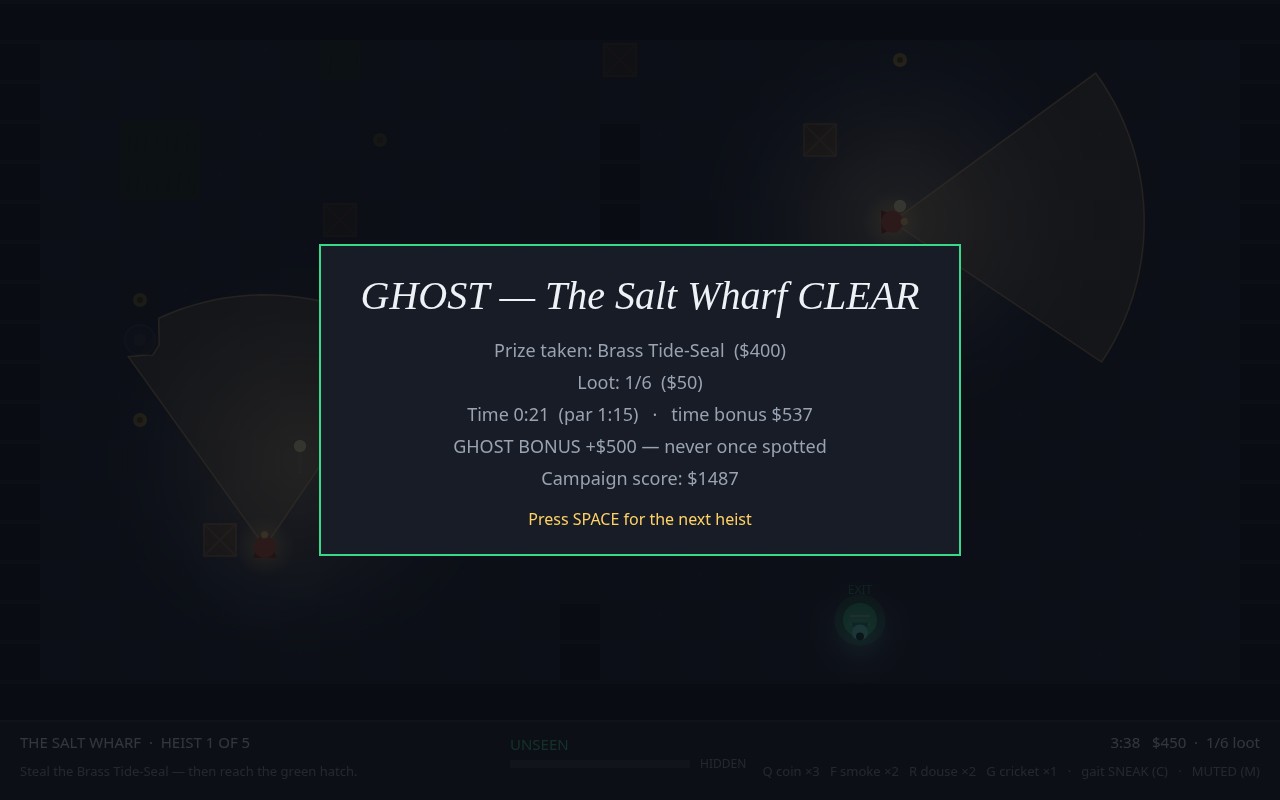 GHOST — The Salt Wharf CLEAR
Prize taken: Brass Tide-Seal ($400)
Loot: 1/6 ($50)
Time 0:21 (par 1:15) · time bonus $537
GHOST BONUS +$500 — never once spotted
Campaign score: $1487
Press SPACE for the next heist
EXIT
THE SALT WHARF · HEIST 1 OF 5
UNSEEN
3:38 $450 · 1/6 loot
Steal the Brass Tide-Seal — then reach the green hatch.
HIDDEN
Q coin ×3 F smoke ×2 R douse ×2 G cricket ×1 · gait SNEAK (C) · MUTED (M)